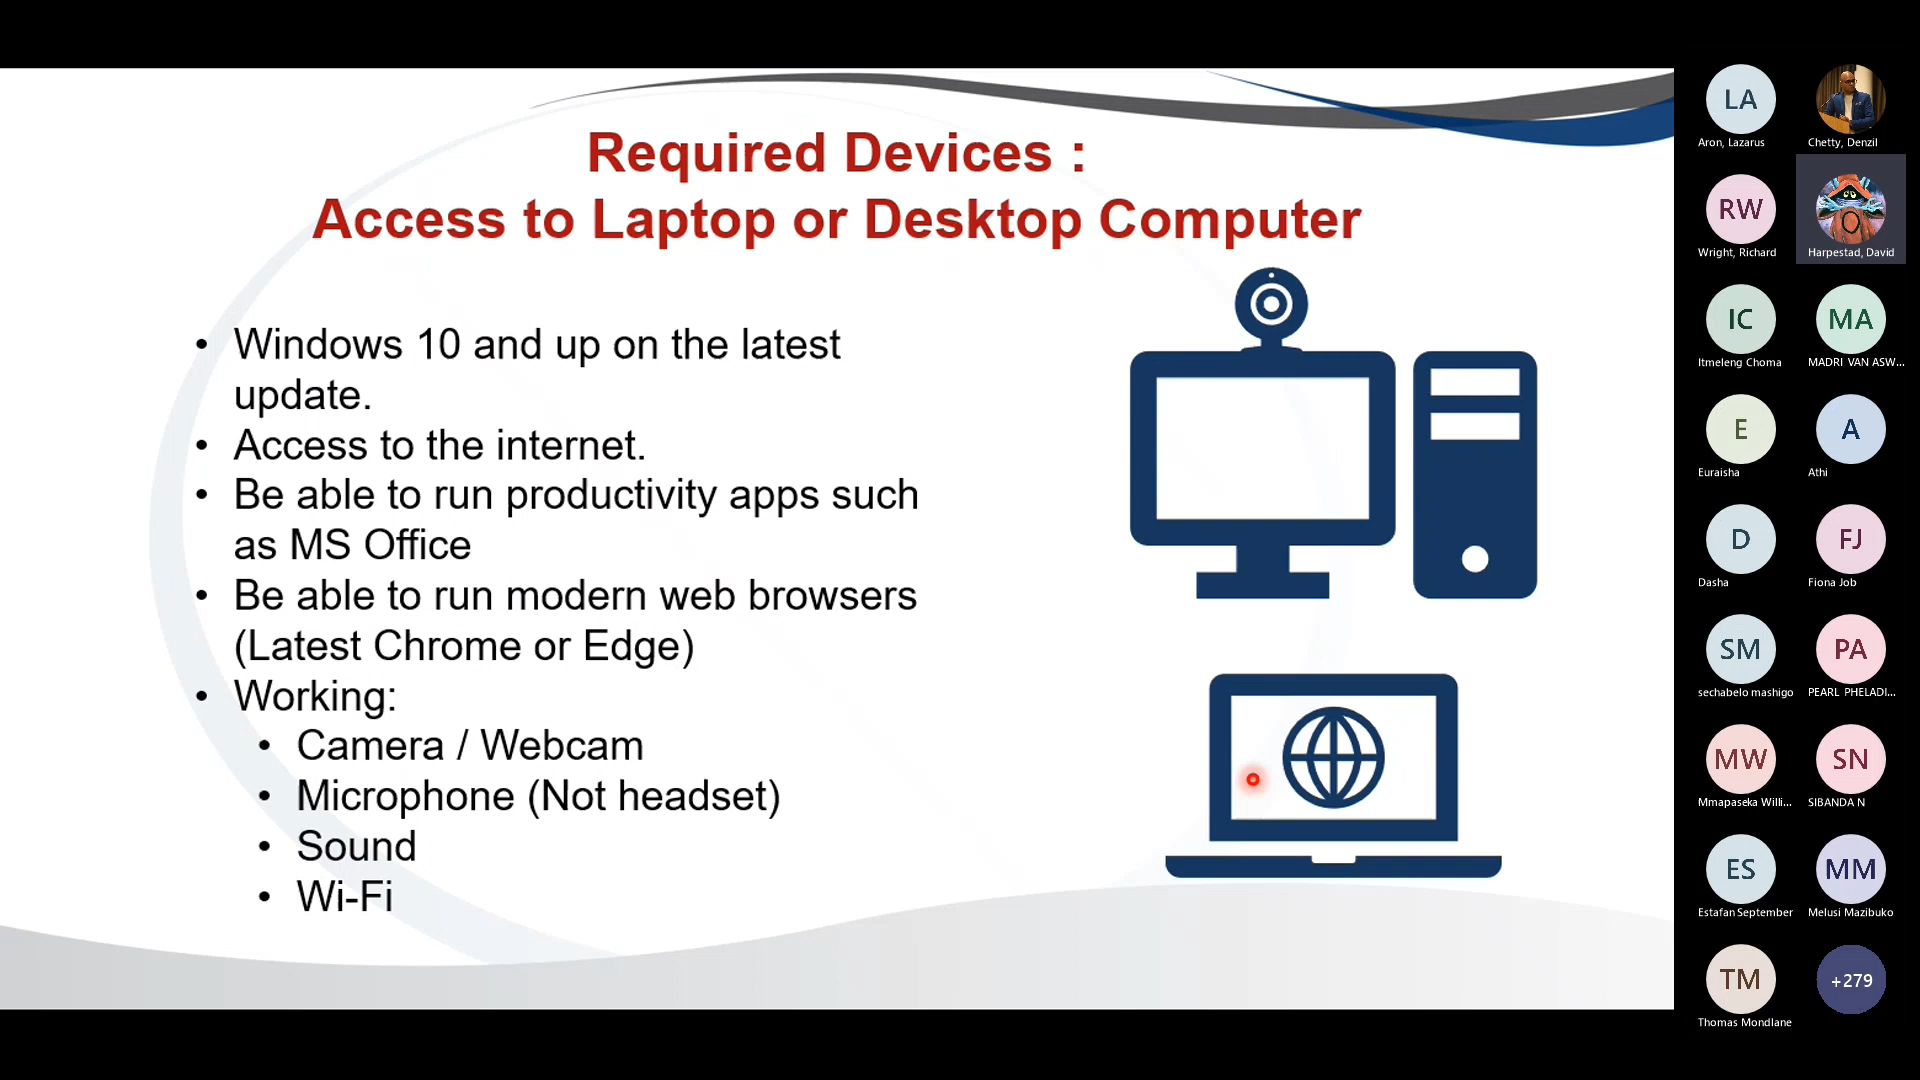 Required Devices :
Access to Laptop or Desktop Computer
• Windows 10 and up on the latest
update.
• Access to the internet.
• Be able to run productivity apps such
as MS Office
• Be able to run modern web browsers
(Latest Chrome or Edge)
• Working:
• Camera / Webcam
• Microphone (Not headset)
• Sound
• Wi-Fi
LA
Aron, Lazarus
Chetty, Denzil
RW
Wright, Richard
Harpestad, David
IC
Itmeleng Choma
MA
MADRI VAN ASW...
E
Euraisha
A
Athi
D
Dasha
FJ
Fiona Job
SM
sechabelo mashigo
PA
PEARL PHELADI...
MW
Mmapaseka Willi...
SN
SIBANDA N
ES
Estafan September
MM
Melusi Mazibuko
TM
Thomas Mondlane
+279